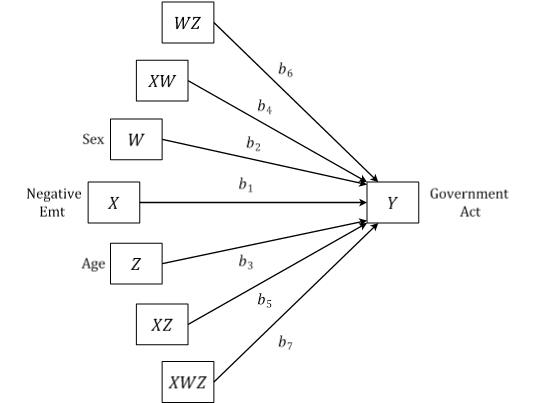 WZ
b6
XW
b4
Sex
W
b2
Negative
Emt
X
b1
Y
Government
Act
Age
Z
b3
XZ
b5
XWZ
b7